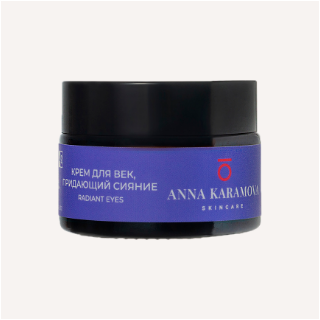 КРЕМ ДЛЯ ВЕК,
ПРИДАЮЩИЙ СИЯНИЕ
RADIANT EYES
ANNA KARAMOVA
SKINCARE